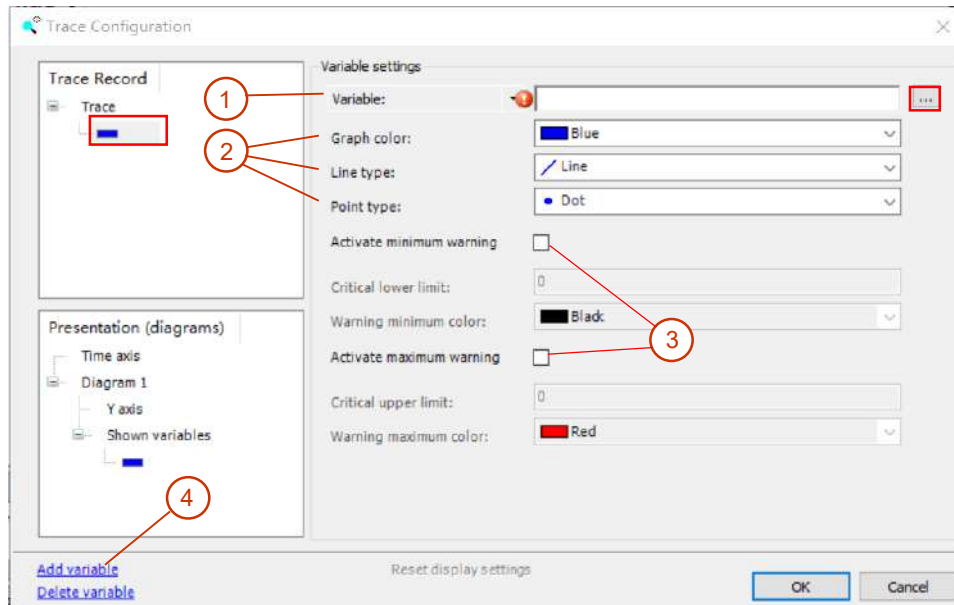 Trace Configuration
Trace Record
Trace
Variable settings
1
Variable:
...
2
Graph color:
Blue
Line type:
Line
Point type:
Dot
Activate minimum warning
Critical lower limit:
0
Warning minimum color:
Black
3
Activate maximum warning
Critical upper limit:
0
Warning maximum color:
Red
Presentation (diagrams)
Time axis
Diagram 1
Y axis
Shown variables
4
Add variable
Delete variable
Reset display settings
OK
Cancel